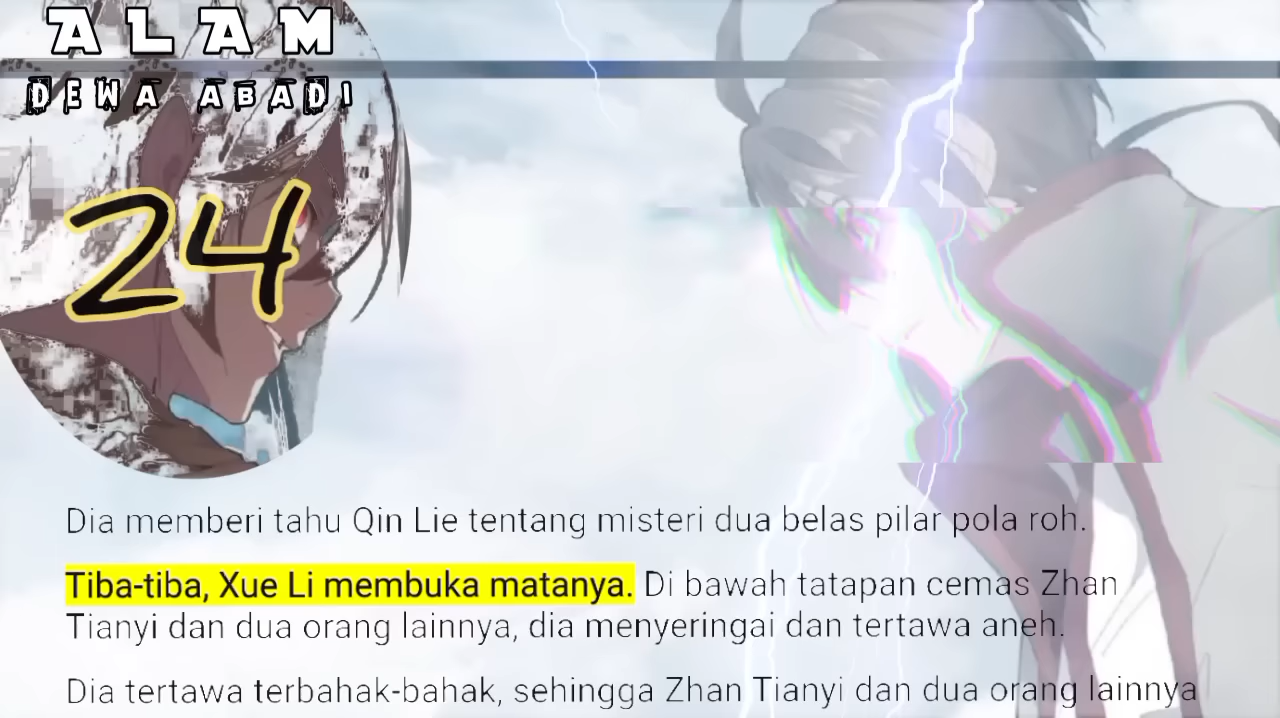 ALAM
DEWA ABADI
24
Dia memberi tahu Qin Lie tentang misteri dua belas pilar pola roh.
Tiba-tiba, Xue Li membuka matanya. Di bawah tatapan cemas Zhan
Tianyi dan dua orang lainnya, dia menyeringai dan tertawa aneh.
Dia tertawa terbahak-bahak, sehingga Zhan Tianyi dan dua orang lainnya